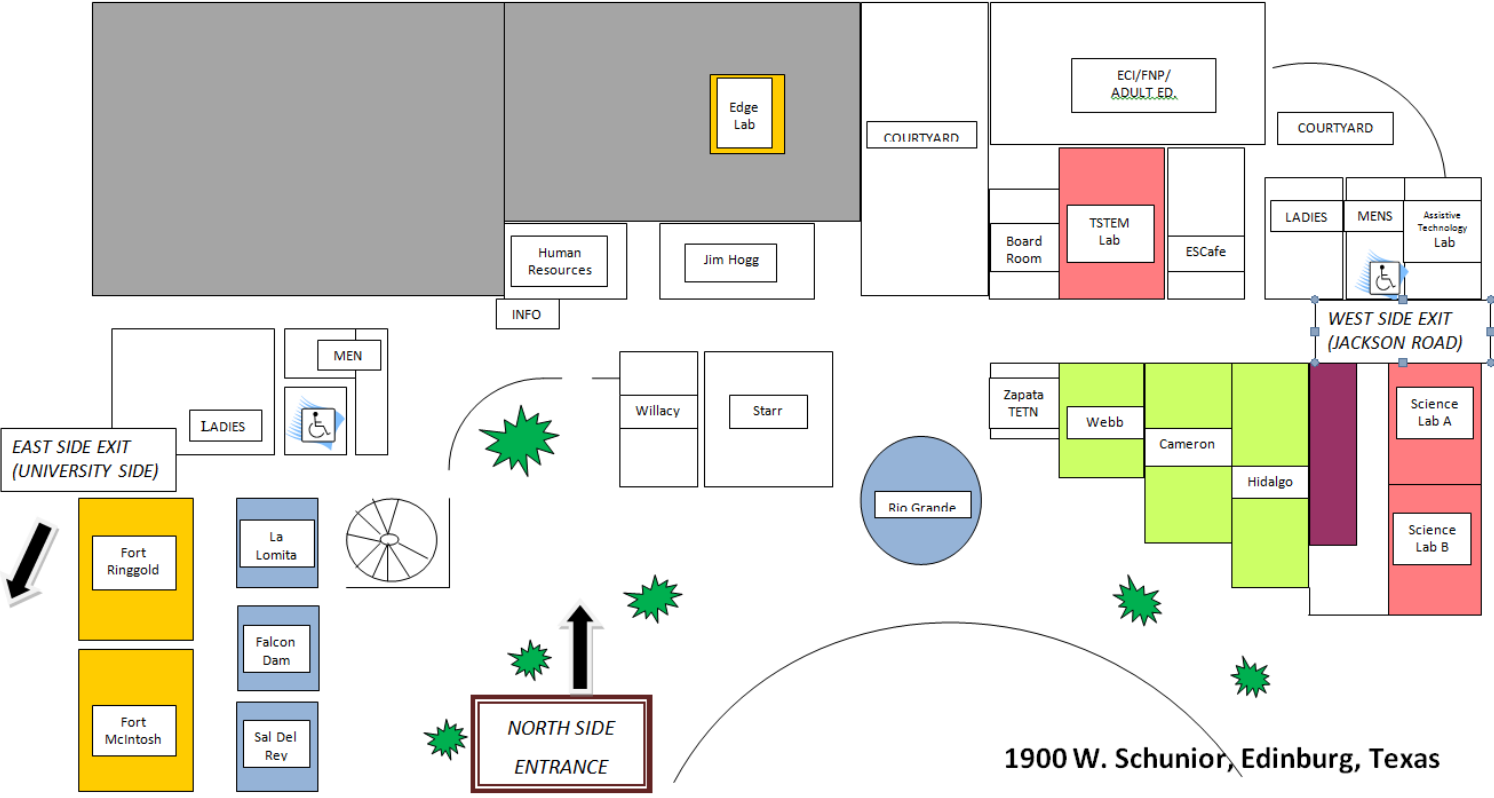 Edge
Lab
COURTYARD
ECI/FNP/
ADULT ED.
COURTYARD
Human
Resources
Jim Hogg
Board
Room
TSTEM
Lab
ESCafe
LADIES
MENS
Assistive
Technology
Lab
INFO
WEST SIDE EXIT
(JACKSON ROAD)
MEN
LADIES
EAST SIDE EXIT
(UNIVERSITY SIDE)
Willacy
Starr
Zapata
TETN
Webb
Cameron
Hidalgo
Science
Lab A
Rio Grande
Science
Lab B
Fort
Ringgold
La
Lomita
Falcon
Dam
Fort
McIntosh
Sal Del
Rey
NORTH SIDE
ENTRANCE
1900 W. Schunior, Edinburg, Texas